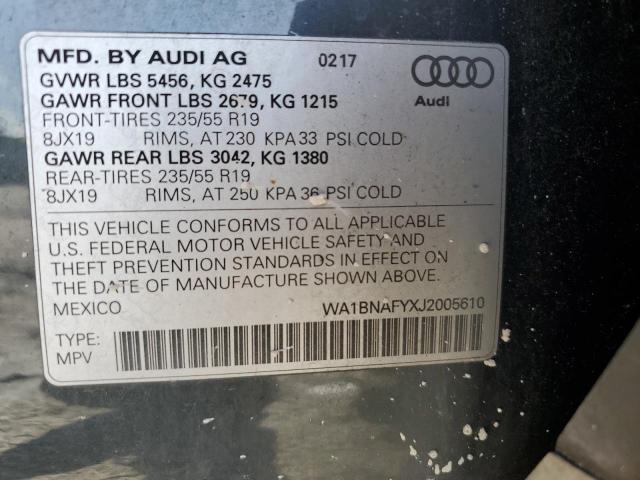 MFD. BY AUDI AG 0217
GVWR LBS 5456, KG 2475
GAWR FRONT LBS 2679, KG 1215
Audi
FRONT-TIRES 235/55 R19
8JX19 RIMS, AT 230 KPA 33 PSI COLD
GAWR REAR LBS 3042, KG 1380
REAR-TIRES 235/55 R19
8JX19 RIMS, AT 250 KPA 36 PSI COLD
THIS VEHICLE CONFORMS TO ALL APPLICABLE
U.S. FEDERAL MOTOR VEHICLE SAFETY AND
THEFT PREVENTION STANDARDS IN EFFECT ON
THE DATE OF MANUFACTURE SHOWN ABOVE.
MEXICO WA1BNAFYXJ2005610
TYPE:
MPV